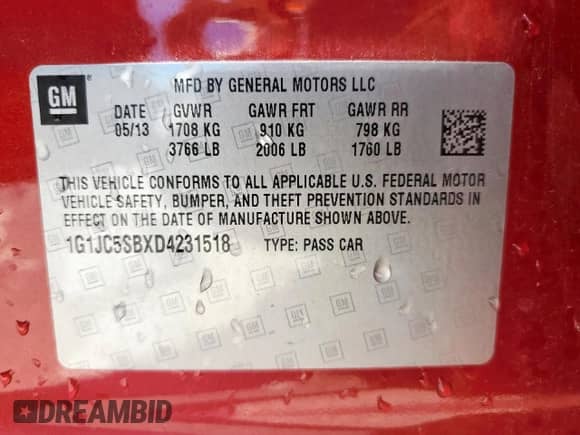 GM
MFD BY GENERAL MOTORS LLC
DATE GVWR GAWR FRT GAWR RR
05/13 1708 KG 910 KG 798 KG
3766 LB 2006 LB 1760 LB
THIS VEHICLE CONFORMS TO ALL APPLICABLE U.S. FEDERAL MOTOR
VEHICLE SAFETY, BUMPER, AND THEFT PREVENTION STANDARDS IN
EFFECT ON THE DATE OF MANUFACTURE SHOWN ABOVE.
1G1JC5SBXD4231518 TYPE: PASS CAR
DREAMBID